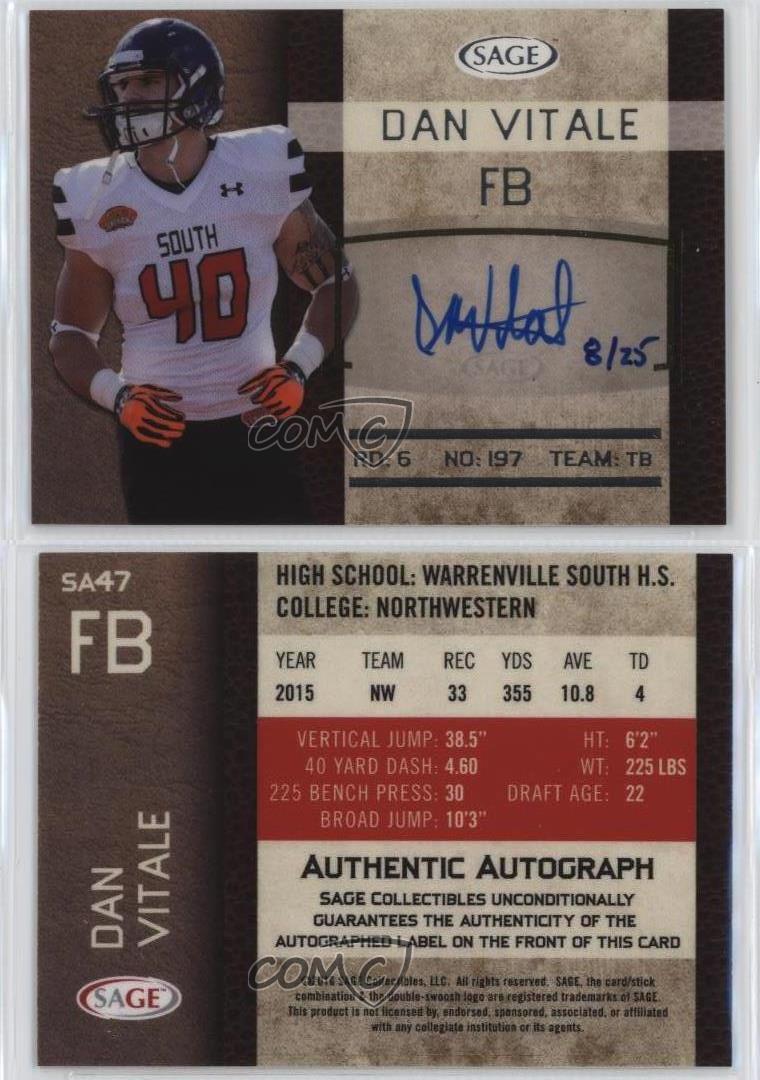 SAGE
DAN VITALE
FB
SOUTH
40
8/25
SAGE
COMC
RD: 6 NO: 197 TEAM: TB
SA47
FB
DAN
VITALE
SAGE
HIGH SCHOOL: WARRENVILLE SOUTH H.S.
COLLEGE: NORTHWESTERN
YEAR TEAM REC YDS AVE TD
2015 NW 33 355 10.8 4
VERTICAL JUMP: 38.5" HT: 6'2"
40 YARD DASH: 4.60 WT: 225 LBS
225 BENCH PRESS: 30 DRAFT AGE: 22
BROAD JUMP: 10'3"
AUTHENTIC AUTOGRAPH
SAGE COLLECTIBLES UNCONDITIONALLY
GUARANTEES THE AUTHENTICITY OF THE
AUTOGRAPHED LABEL ON THE FRONT OF THIS CARD
COMC
SAGE Collectibles, LLC. All rights reserved. SAGE, the card/stick
combination & the double-swoosh logo are registered trademarks of SAGE.
This product is not licensed by, endorsed, sponsored, associated, or affiliated
with any collegiate institution or its agents.